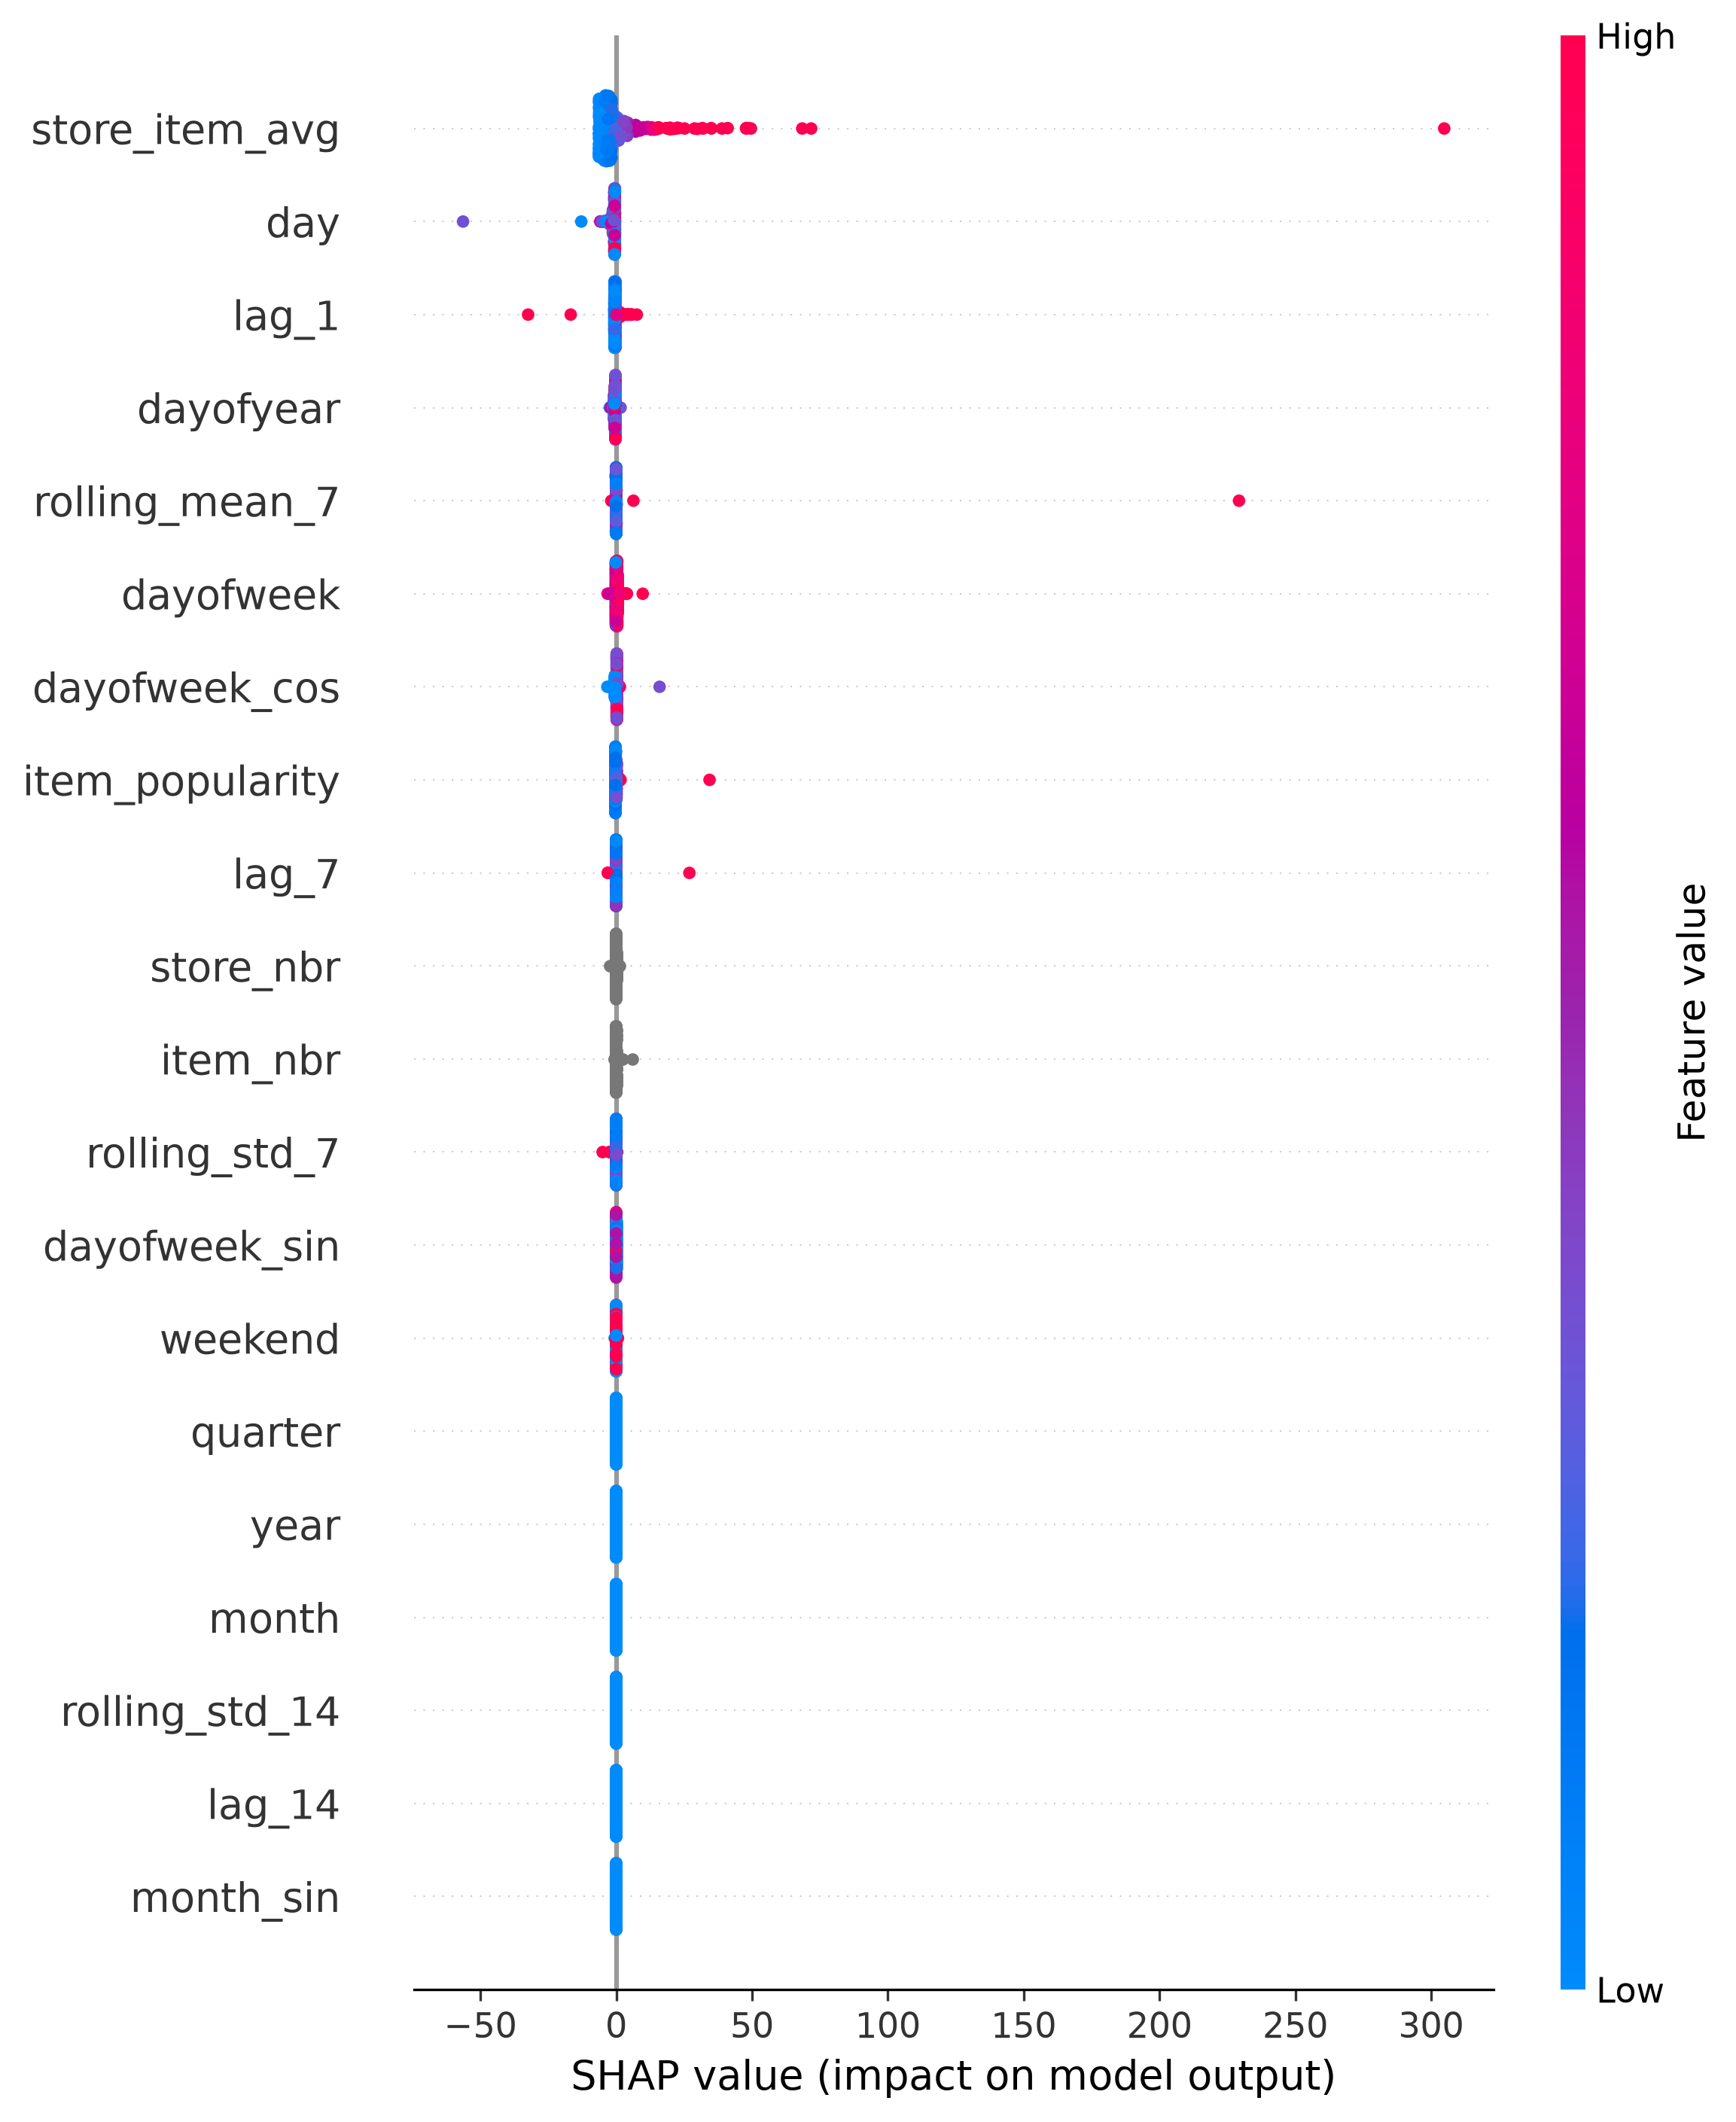 High
store_item_avg
day
lag_1
dayofyear
rolling_mean_7
dayofweek
dayofweek_cos
item_popularity
lag_7
store_nbr
item_nbr
rolling_std_7
dayofweek_sin
weekend
quarter
year
month
rolling_std_14
lag_14
month_sin
Feature value
Low
−50 0 50 100 150 200 250 300
SHAP value (impact on model output)